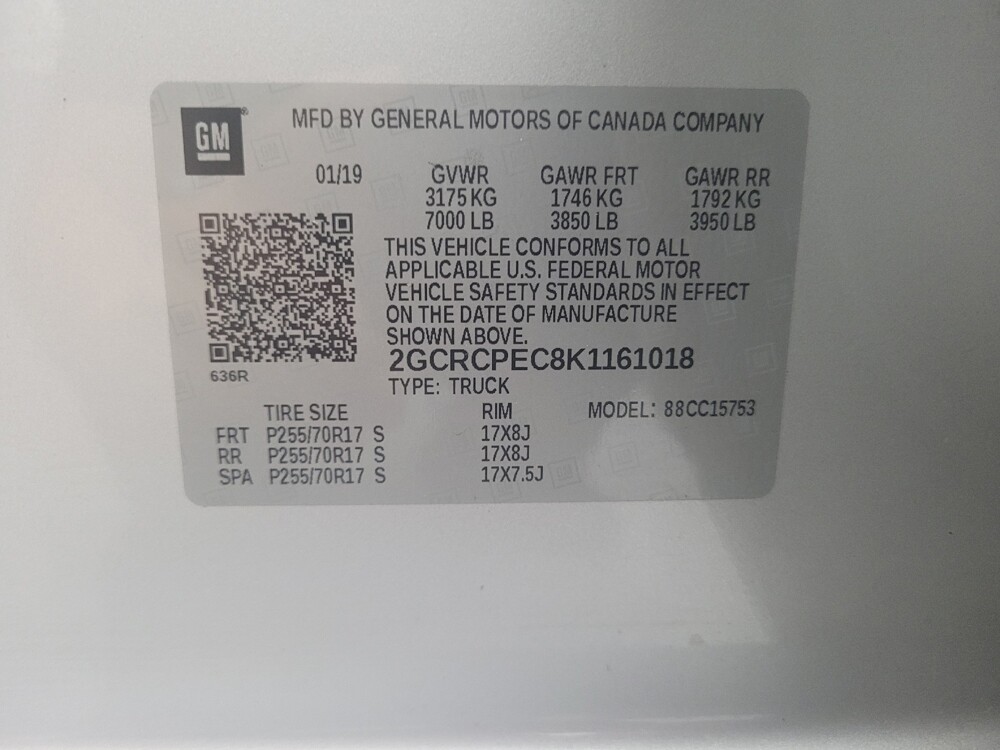 GM
MFD BY GENERAL MOTORS OF CANADA COMPANY
01/19 GVWR GAWR FRT GAWR RR
3175 KG 1746 KG 1792 KG
7000 LB 3850 LB 3950 LB
THIS VEHICLE CONFORMS TO ALL
APPLICABLE U.S. FEDERAL MOTOR
VEHICLE SAFETY STANDARDS IN EFFECT
ON THE DATE OF MANUFACTURE
SHOWN ABOVE.
2GCRCPEC8K1161018
636R
TYPE: TRUCK
TIRE SIZE RIM MODEL: 88CC15753
FRT P255/70R17 S 17X8J
RR P255/70R17 S 17X8J
SPA P255/70R17 S 17X7.5J